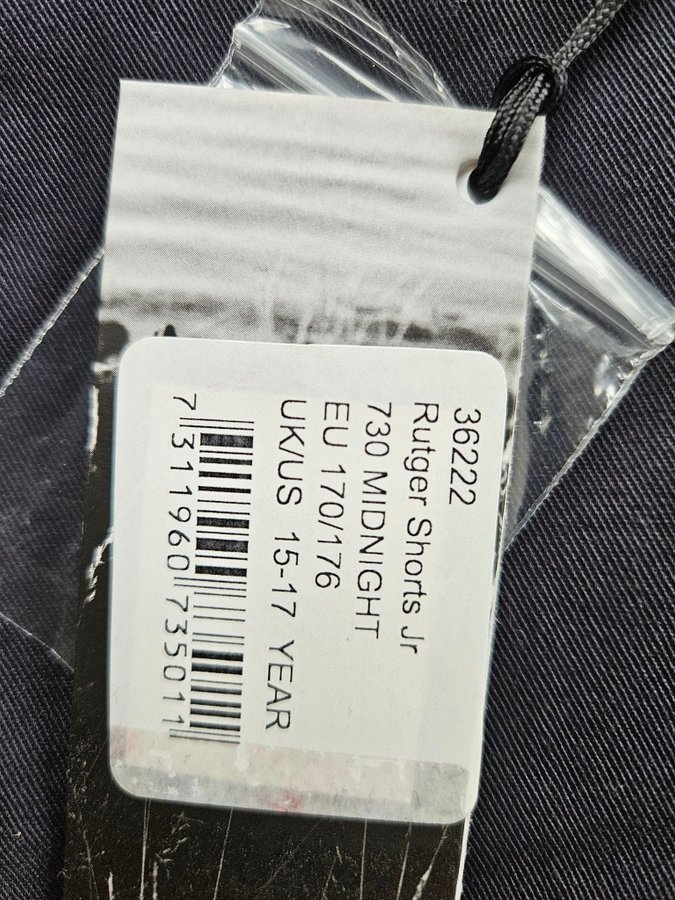 36222
Rutger Shorts Jr
730 MIDNIGHT
EU 170/176
UK/US 15-17 YEAR
7 311960 735011